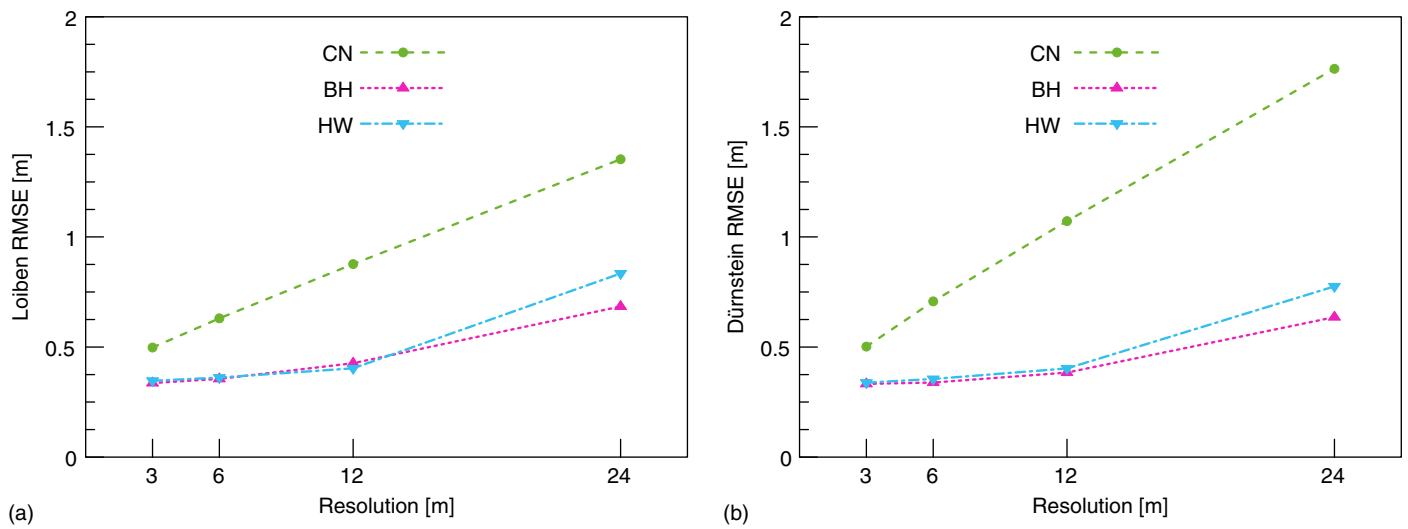 2
1.5
1
0.5
0
Loiben RMSE [m]
CN
BH
HW
3 6 12 24
Resolution [m]
(a)
2
1.5
1
0.5
0
Dürnstein RMSE [m]
CN
BH
HW
3 6 12 24
Resolution [m]
(b)